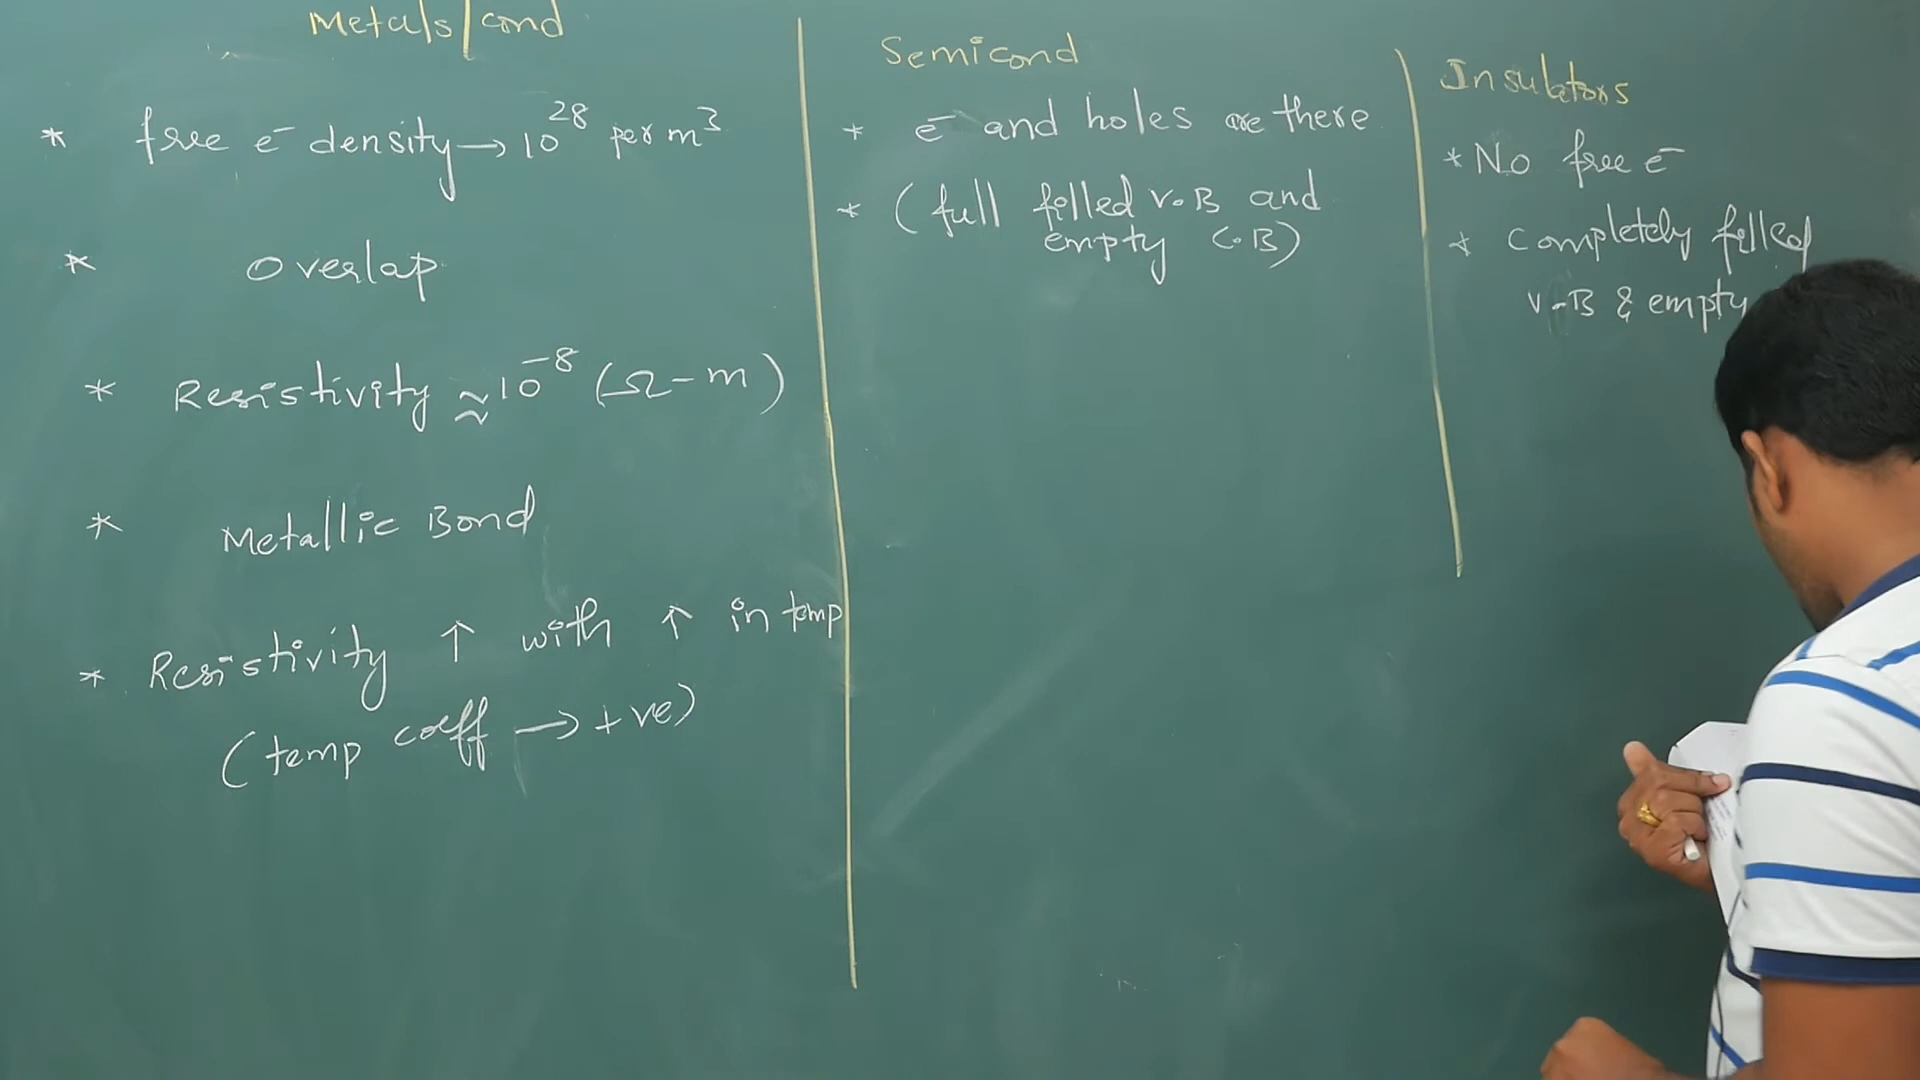 Metals/cond
* free e⁻ density → 10²⁸ per m³
* Overlap
* Resistivity ≈ 10⁻⁸ (Ω-m)
* Metallic Bond
* Resistivity ↑ with ↑ in temp
(temp coeff → +ve)
Semicond
* e⁻ and holes are there
* (full filled V.B and
empty C.B)
Insulators
* No free e⁻
* Completely filled
V-B & empty